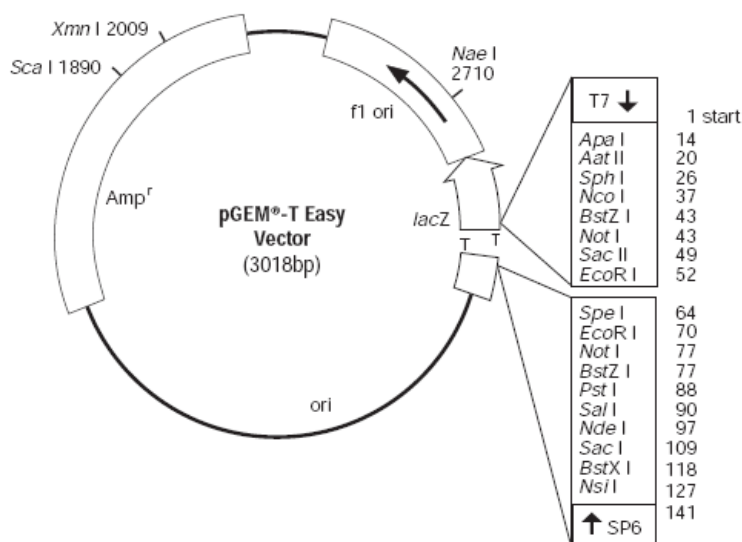 Xmn I 2009
Sca I 1890
Nae I
2710
f1 ori
Ampr
pGEM®-T Easy
Vector
(3018bp)
lacZ
T T
ori
T7 ↓
1 start
Apa I 14
Aat II 20
Sph I 26
Nco I 37
BstZ I 43
Not I 43
Sac II 49
EcoR I 52
Spe I 64
EcoR I 70
Not I 77
BstZ I 77
Pst I 88
Sal I 90
Nde I 97
Sac I 109
BstX I 118
Nsi I 127
141
↑ SP6